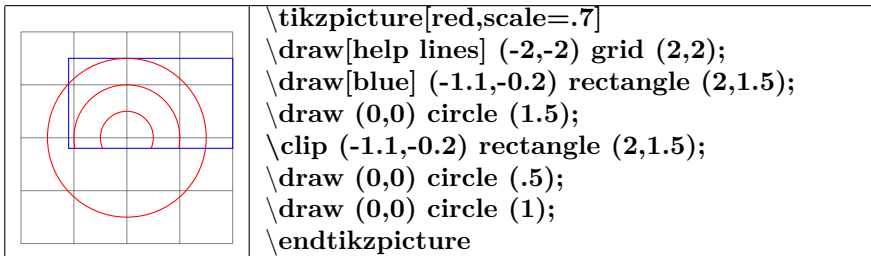 \tikzpicture[red,scale=.7]
\draw[help lines] (-2,-2) grid (2,2);
\draw[blue] (-1.1,-0.2) rectangle (2,1.5);
\draw (0,0) circle (1.5);
\clip (-1.1,-0.2) rectangle (2,1.5);
\draw (0,0) circle (.5);
\draw (0,0) circle (1);
\endtikzpicture